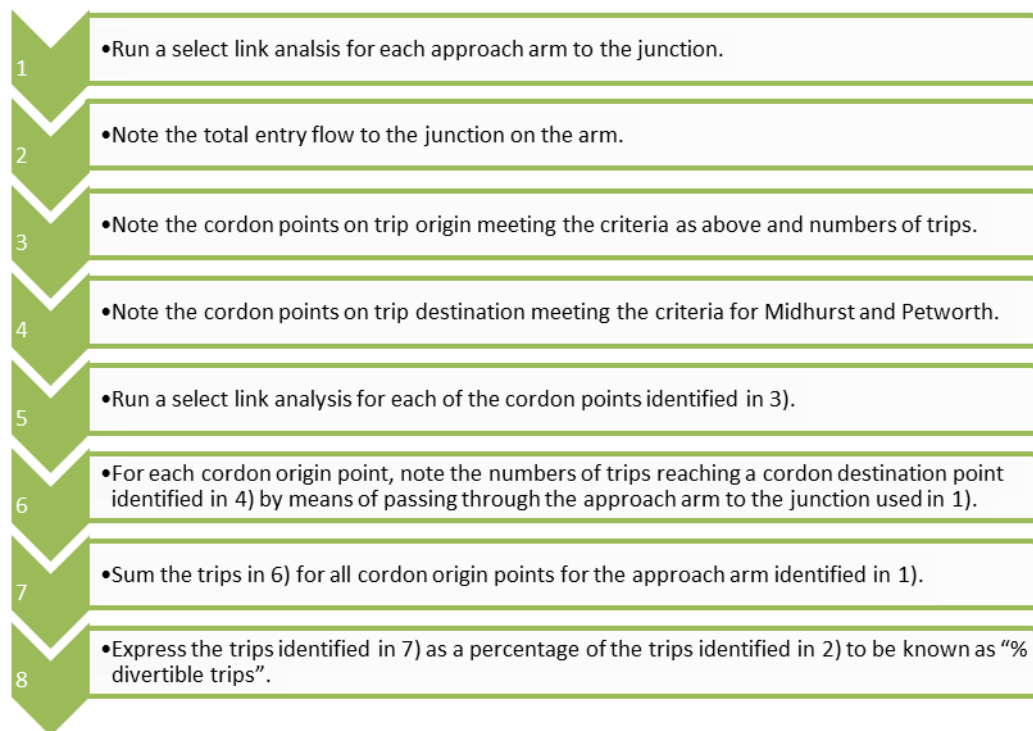 1
•Run a select link analsis for each approach arm to the junction.
2
•Note the total entry flow to the junction on the arm.
3
•Note the cordon points on trip origin meeting the criteria as above and numbers of trips.
4
•Note the cordon points on trip destination meeting the criteria for Midhurst and Petworth.
5
•Run a select link analysis for each of the cordon points identified in 3).
6
•For each cordon origin point, note the numbers of trips reaching a cordon destination point
identified in 4) by means of passing through the approach arm to the junction used in 1).
7
•Sum the trips in 6) for all cordon origin points for the approach arm identified in 1).
8
•Express the trips identified in 7) as a percentage of the trips identified in 2) to be known as “%
divertible trips”.